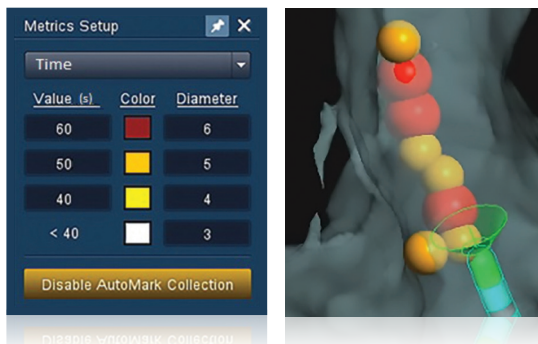 Metrics Setup
Time
Value (s) Color Diameter
60 6
50 5
40 4
< 40 3
Disable AutoMark Collection